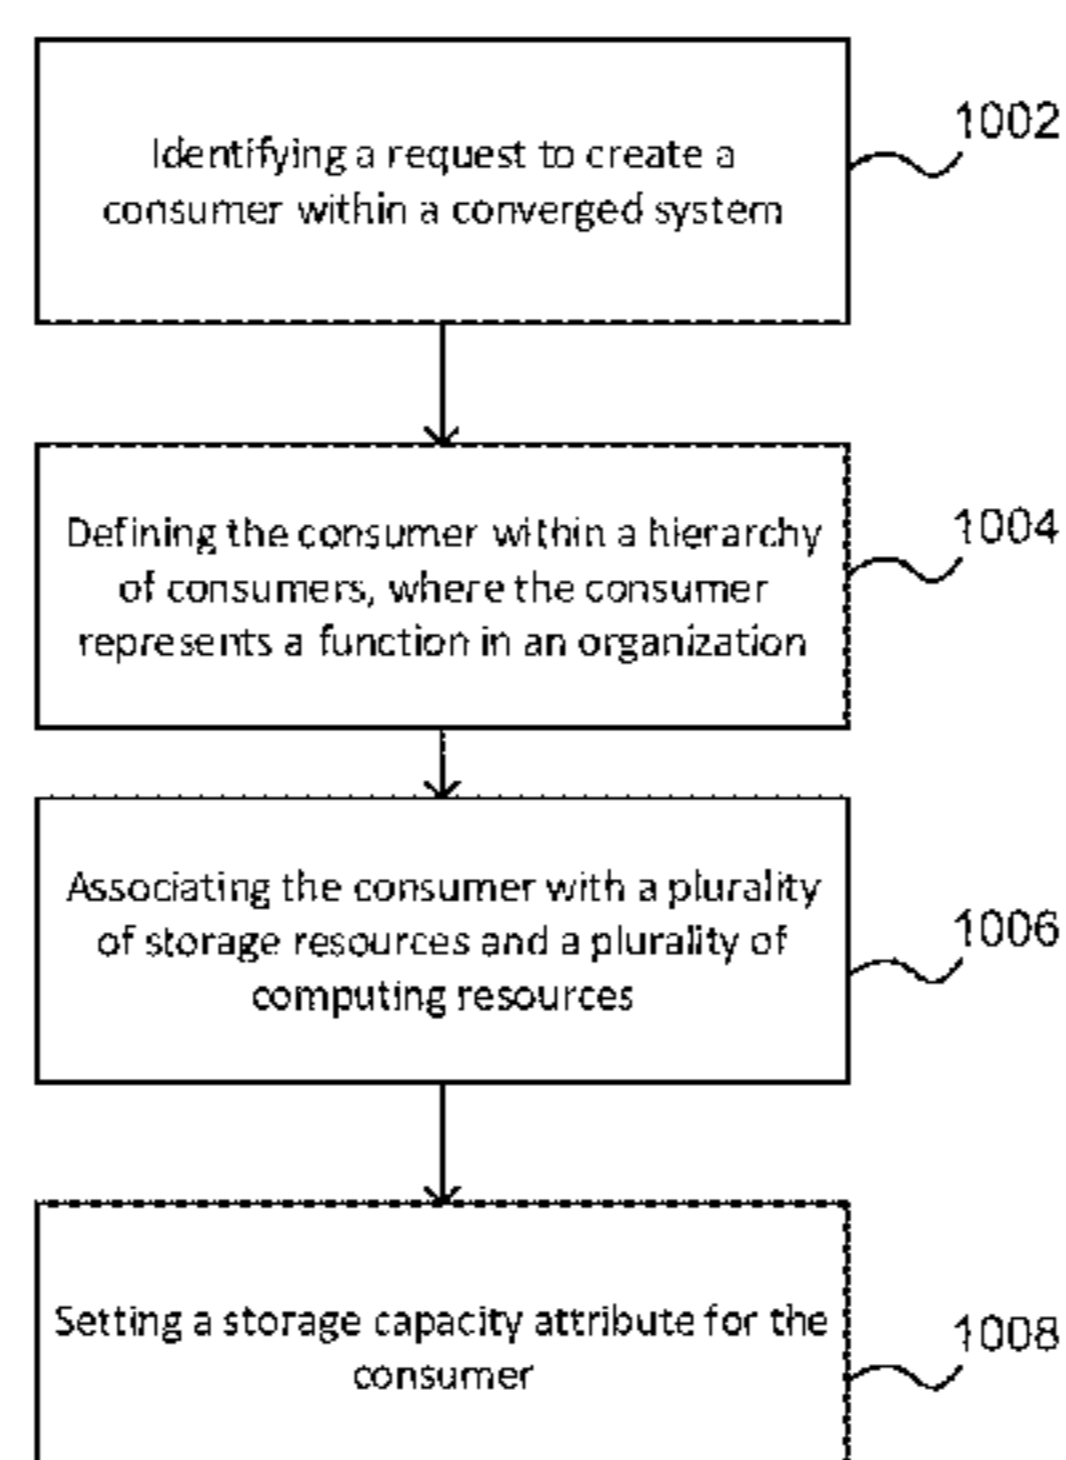 Identifying a request to create a
consumer within a converged system
1002
Defining the consumer within a hierarchy
of consumers, where the consumer
represents a function in an organization
1004
Associating the consumer with a plurality
of storage resources and a plurality of
computing resources
1006
Setting a storage capacity attribute for the
consumer
1008